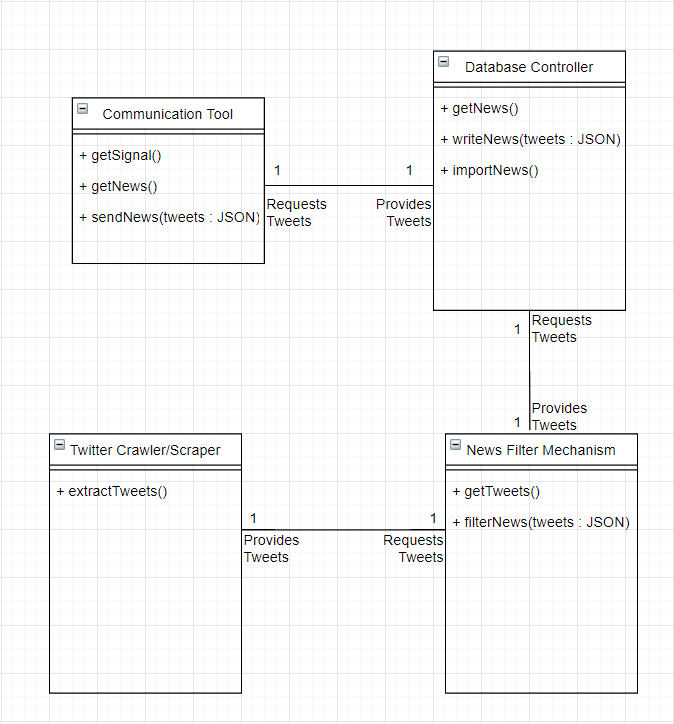 Database Controller
+ getNews()
+ writeNews(tweets : JSON)
+ importNews()
Communication Tool
+ getSignal()
+ getNews()
+ sendNews(tweets : JSON)
1
1
Requests
Tweets
Provides
Tweets
1
Requests
Tweets
1
Provides
Tweets
Twitter Crawler/Scraper
+ extractTweets()
1
1
Provides
Tweets
Requests
Tweets
News Filter Mechanism
+ getTweets()
+ filterNews(tweets : JSON)